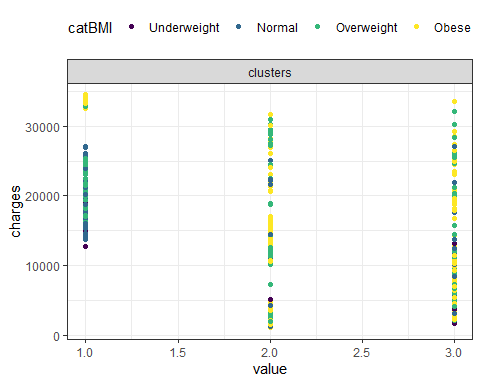 catBMI Underweight Normal Overweight Obese
clusters
30000
20000
10000
0
charges
1.0 1.5 2.0 2.5 3.0
value